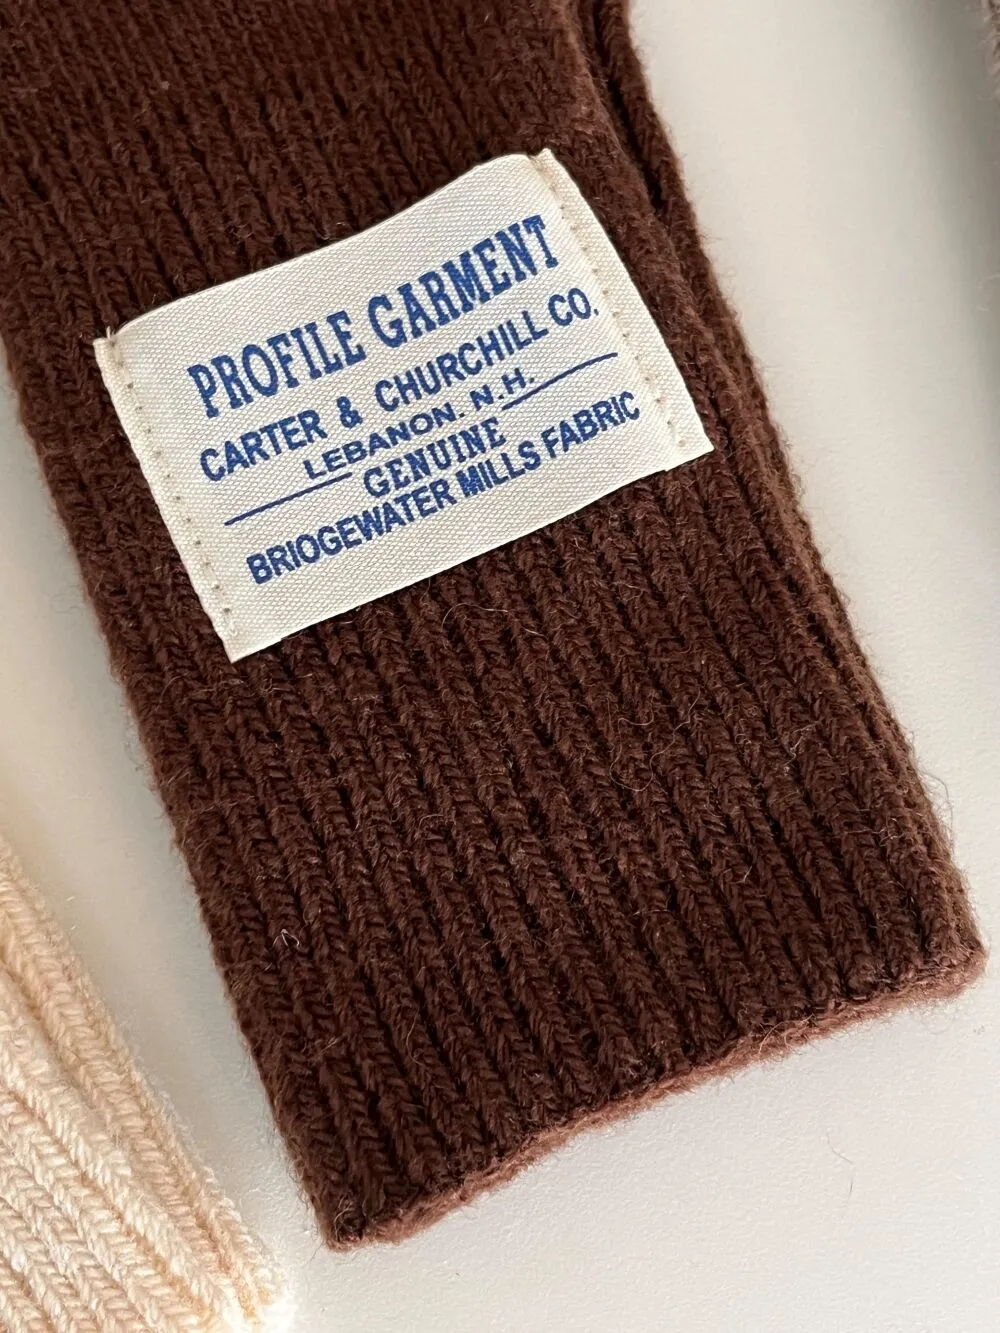 PROFILE GARMENT
CARTER & CHURCHILL CO.
LEBANON. N.H.
GENUINE
BRIOGEWATER MILLS FABRIC